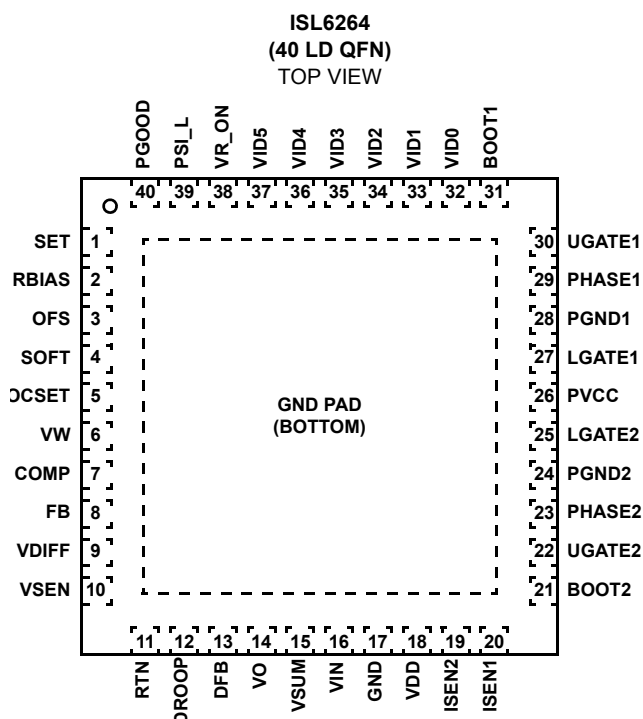 ISL6264
(40 LD QFN)
TOP VIEW
PGOOD
PSI_L
VR_ON
VID5
VID4
VID3
VID2
VID1
VID0
BOOT1
40 39 38 37 36 35 34 33 32 31
SET 1
RBIAS 2
OFS 3
SOFT 4
OCSET 5
VW 6
COMP 7
FB 8
VDIFF 9
VSEN 10
GND PAD
(BOTTOM)
30 UGATE1
29 PHASE1
28 PGND1
27 LGATE1
26 PVCC
25 LGATE2
24 PGND2
23 PHASE2
22 UGATE2
21 BOOT2
11 12 13 14 15 16 17 18 19 20
RTN
DROOP
DFB
VO
VSUM
VIN
GND
VDD
ISEN2
ISEN1